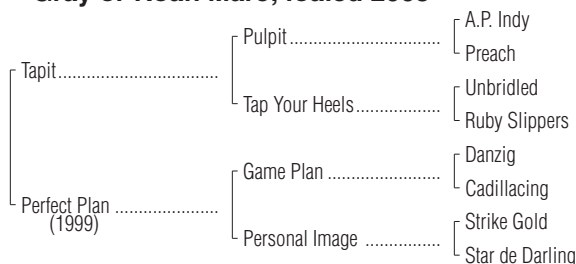 Gray or Roan Mare; foaled
A.P. Indy
Pulpit
Preach
Tapit
Unbridled
Tap Your Heels
Ruby Slippers
Danzig
Game Plan
Cadillacing
Perfect Plan
(1999)
Strike Gold
Personal Image
Star de Darling